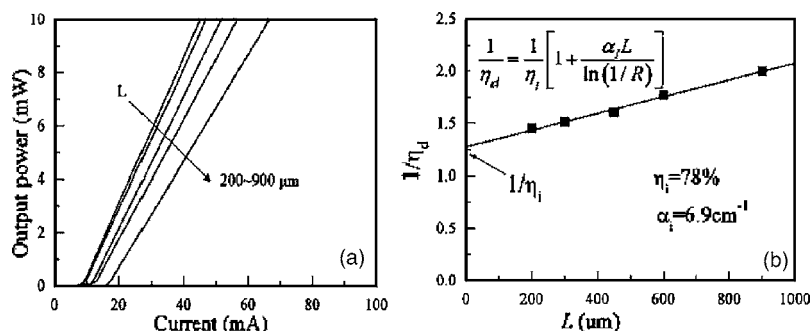 10
8
6
4
2
0
Output power (mW)
L
200~900 μm
(a)
0 20 40 60 80 100
Current (mA)
2.5
2.0
1.5
1.0
0.5
0.0
1/η_d
1/η_d = 1/η_i [1 + α_I L / ln(1/R)]
1/η_i
η_i=78%
α_i=6.9cm⁻¹
(b)
0 200 400 600 800 1000
L (um)